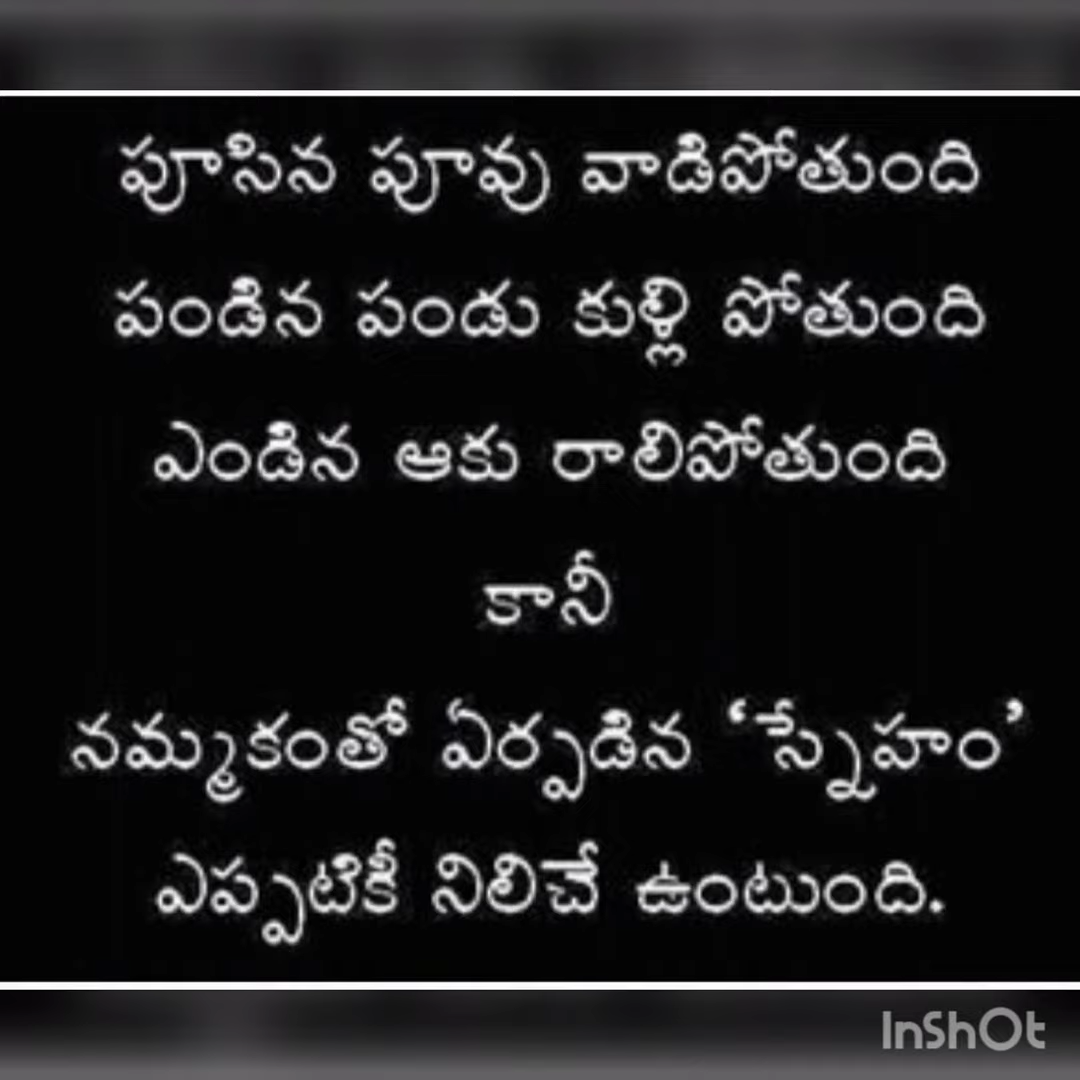 పూసిన పూవు వాడిపోతుంది
పండిన పండు కుళ్లి పోతుంది
ఎండిన ఆకు రాలిపోతుంది
కానీ
నమ్మకంతో ఏర్పడిన ‘స్నేహం’
ఎప్పటికీ నిలిచే ఉంటుంది.
InShOt